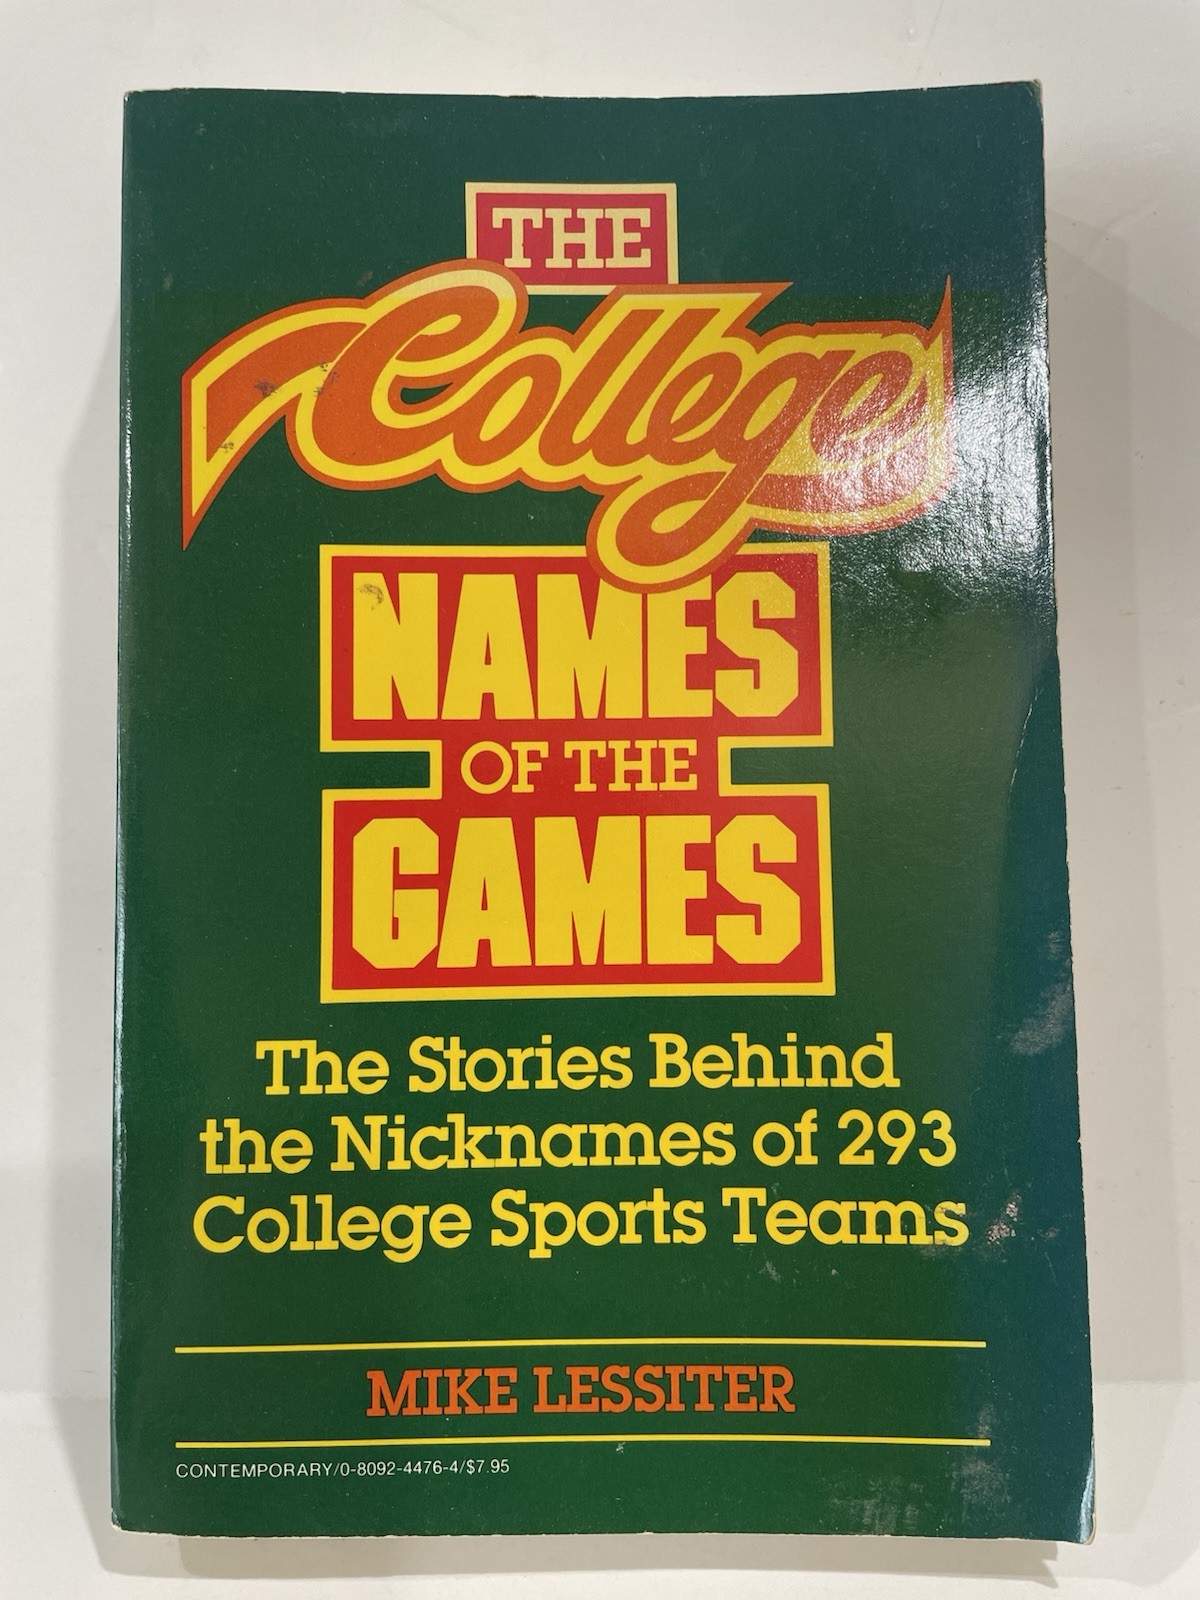 THE
College
NAMES
OF THE
GAMES
The Stories Behind
the Nicknames of 293
College Sports Teams
MIKE LESSITER
CONTEMPORARY/0-8092-4476-4/$7.95